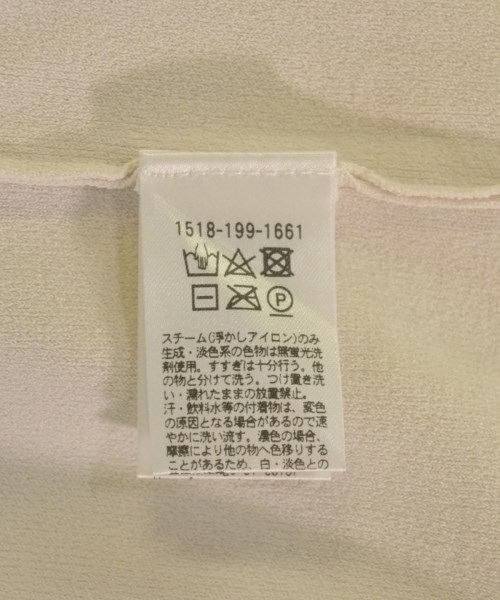 1518-199-1661
P
スチーム(浮かしアイロン)のみ
生成・淡色系の色物は無蛍光洗
剤使用。すすぎは十分行う。他
の物と分けて洗う。つけ置き洗
い・濡れたままの放置禁止。
汗・飲料水等の付着物は、変色
の原因となる場合があるので速
やかに洗い流す。濃色の場合、
摩擦により他の物へ色移りする
ことがあるため、白・淡色との